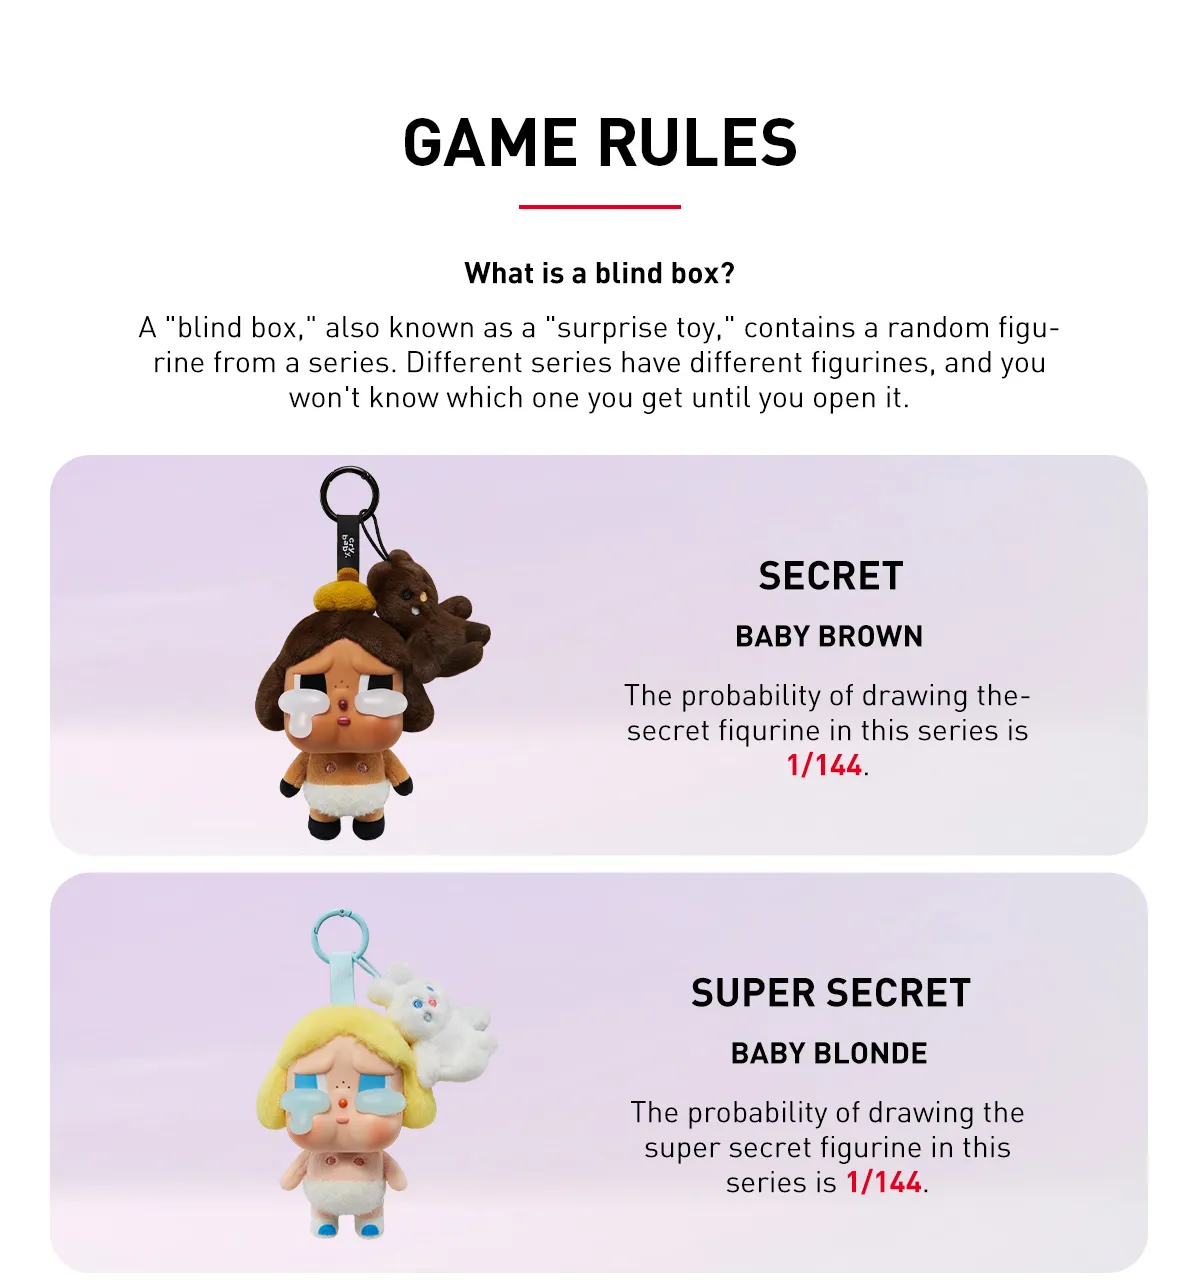 GAME RULES
What is a blind box?
A "blind box," also known as a "surprise toy," contains a random figu-
rine from a series. Different series have different figurines, and you
won't know which one you get until you open it.
cry
baby.
SECRET
BABY BROWN
The probability of drawing the-
secret fiqurine in this series is
1/144.
SUPER SECRET
BABY BLONDE
The probability of drawing the
super secret figurine in this
series is 1/144.